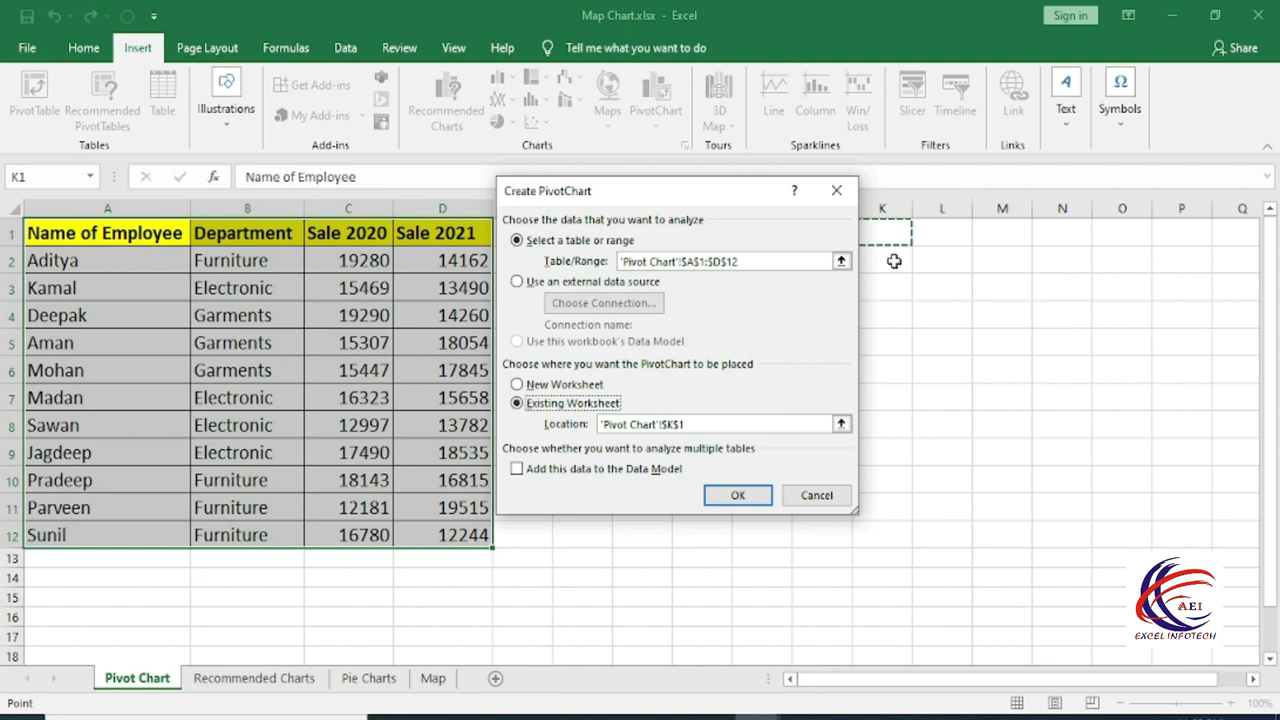 Map Chart.xlsx - Excel
Sign in
File Home Insert Page Layout Formulas Data Review View Help Tell me what you want to do Share
PivotTable Recommended PivotTables Table Illustrations Get Add-ins My Add-ins Recommended Charts Maps PivotChart 3D Map Line Column Win/Loss Slicer Timeline Link Text Symbols
Tables Add-ins Charts Tours Sparklines Filters Links
K1 fx Name of Employee
A B C D K L M N O P Q
1 Name of Employee Department Sale 2020 Sale 2021
2 Aditya Furniture 19280 14162
3 Kamal Electronic 15469 13490
4 Deepak Garments 19290 14260
5 Aman Garments 15307 18054
6 Mohan Garments 15447 17845
7 Madan Electronic 16323 15658
8 Sawan Electronic 12997 13782
9 Jagdeep Electronic 17490 18535
10 Pradeep Furniture 18143 16815
11 Parveen Furniture 12181 19515
12 Sunil Furniture 16780 12244
13
14
15
16
17
18
Create PivotChart ?
Choose the data that you want to analyze
Select a table or range
Table/Range: 'Pivot Chart'!$A$1:$D$12
Use an external data source
Choose Connection...
Connection name:
Use this workbook's Data Model
Choose where you want the PivotChart to be placed
New Worksheet
Existing Worksheet
Location: 'Pivot Chart'!$K$1
Choose whether you want to analyze multiple tables
Add this data to the Data Model
OK Cancel
AEI
EXCEL INFOTECH
Pivot Chart Recommended Charts Pie Charts Map
Point 100%